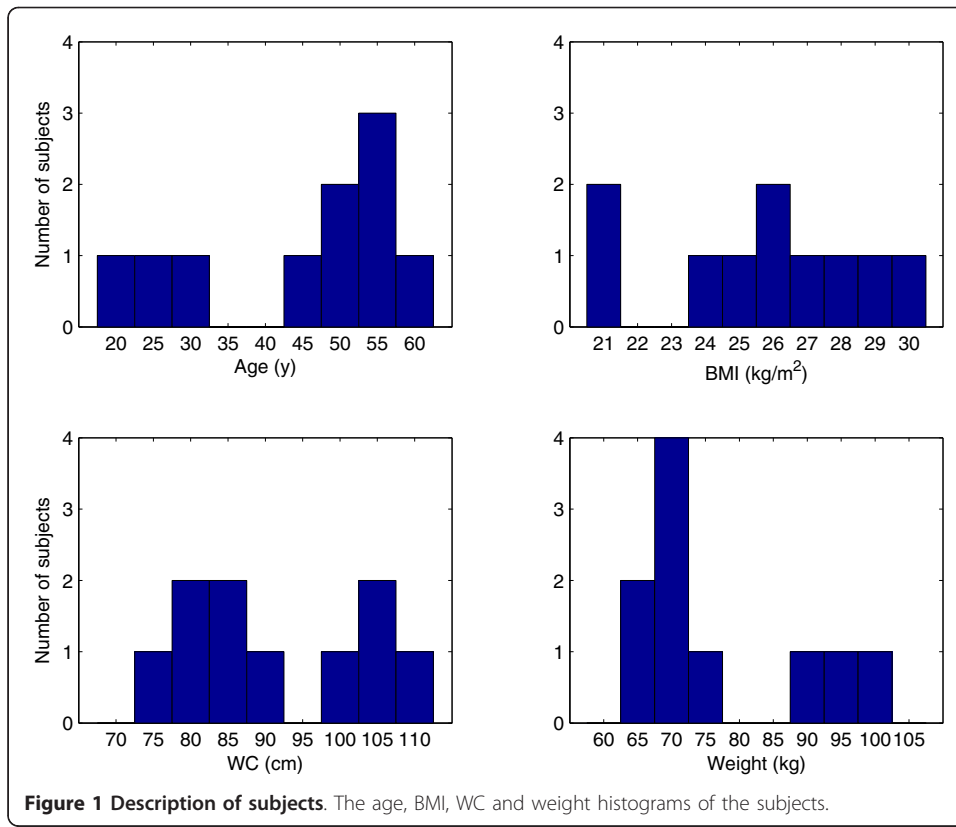 4
3
2
1
0
Number of subjects
20 25 30 35 40 45 50 55 60
Age (y)
4
3
2
1
0
21 22 23 24 25 26 27 28 29 30
BMI (kg/m²)
4
3
2
1
0
Number of subjects
70 75 80 85 90 95 100 105 110
WC (cm)
4
3
2
1
0
60 65 70 75 80 85 90 95 100 105
Weight (kg)
Figure 1 Description of subjects. The age, BMI, WC and weight histograms of the subjects.